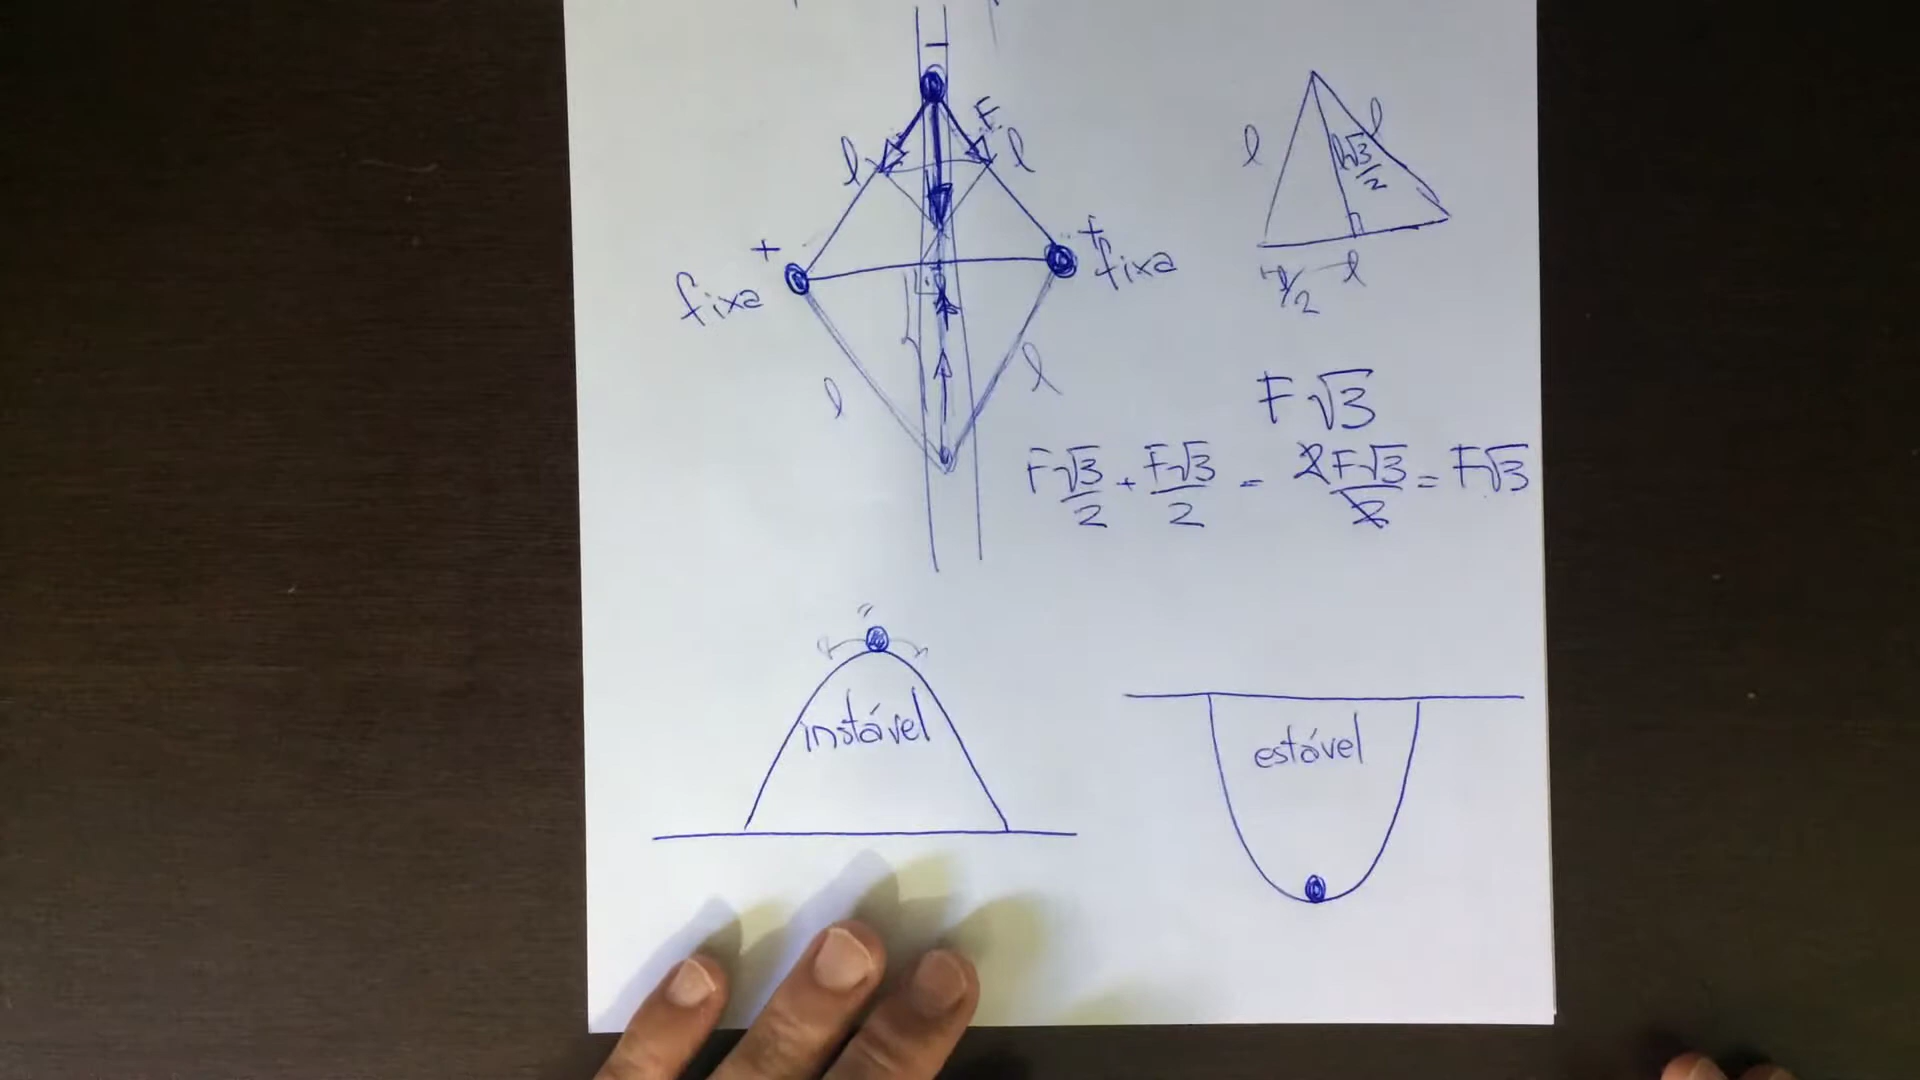 −
F
l
l
+
+
fixa
fixa
l
l
l
l
l√3/2
l/2
l
F√3
F√3/2 + F√3/2 = 2F√3/2 = F√3
instável
estável